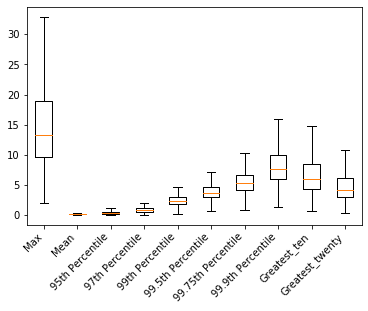 30
25
20
15
10
5
0
Max
Mean
95th Percentile
97th Percentile
99th Percentile
99.5th Percentile
99.75th Percentile
99.9th Percentile
Greatest_ten
Greatest_twenty